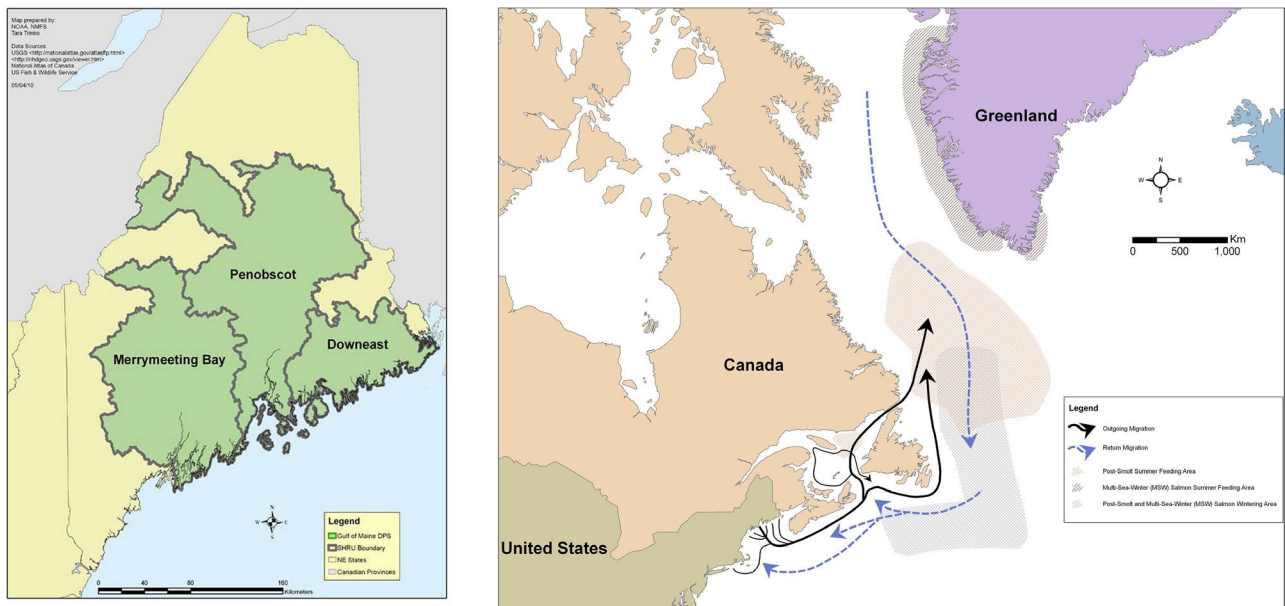 Map prepared by:
NOAA, NMFS
Tara Trinko
Data Sources:
USGS <http://nationalatlas.gov/atlasftp.html>
<http://nhdgeo.usgs.gov/viewer.htm>
National Atlas of Canada
US Fish & Wildlife Service
05/04/10
Penobscot
Merrymeeting Bay
Downeast
N
W E
S
Legend
Gulf of Maine DPS
SHRU Boundary
NE States
Canadian Provinces
0 40 80 160
Kilometers
Greenland
N
W E
S
Km
0 250 500 1,000
Canada
United States
Legend
Outgoing Migration
Return Migration
Post-Smolt Summer Feeding Area
Multi-Sea-Winter (MSW) Salmon Summer Feeding Area
Post-Smolt and Multi-Sea-Winter (MSW) Salmon Wintering Area